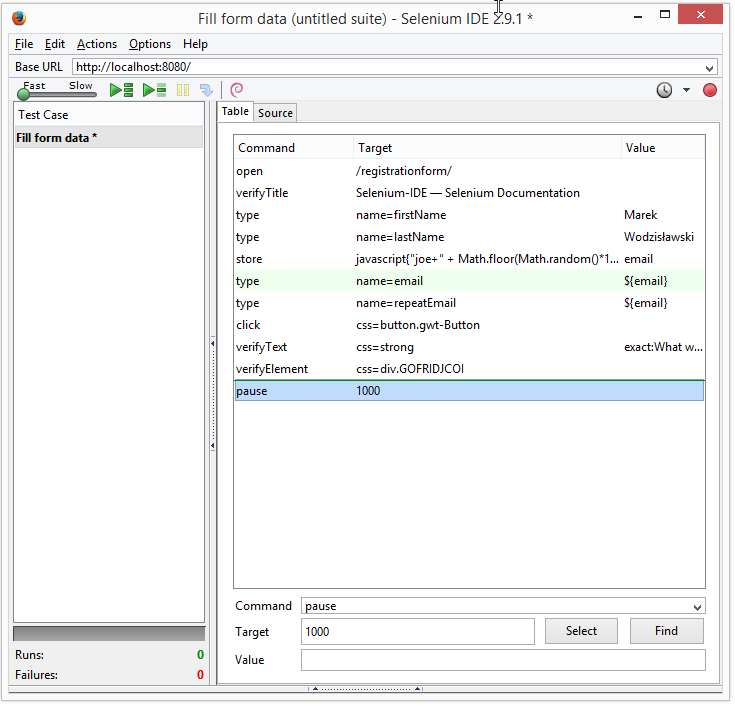 Fill form data (untitled suite) - Selenium IDE 2.9.1 *
File Edit Actions Options Help
Base URL http://localhost:8080/
Fast Slow
Test Case
Fill form data *
Runs: 0
Failures: 0
Table Source
Command Target Value
open /registrationform/
verifyTitle Selenium-IDE — Selenium Documentation
type name=firstName Marek
type name=lastName Wodzisławski
store javascript{"joe+" + Math.floor(Math.random()*1... email
type name=email ${email}
type name=repeatEmail ${email}
click css=button.gwt-Button
verifyText css=strong exact:What w...
verifyElement css=div.GOFRIDJCOI
pause 1000
Command pause
Target 1000 Select Find
Value